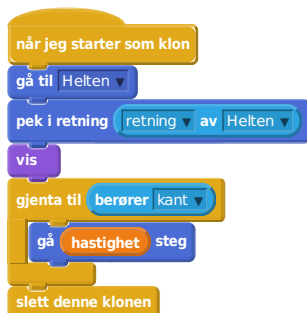 når jeg starter som klon
gå til Helten
pek i retning retning av Helten
vis
gjenta til berører kant
gå hastighet steg
slett denne klonen